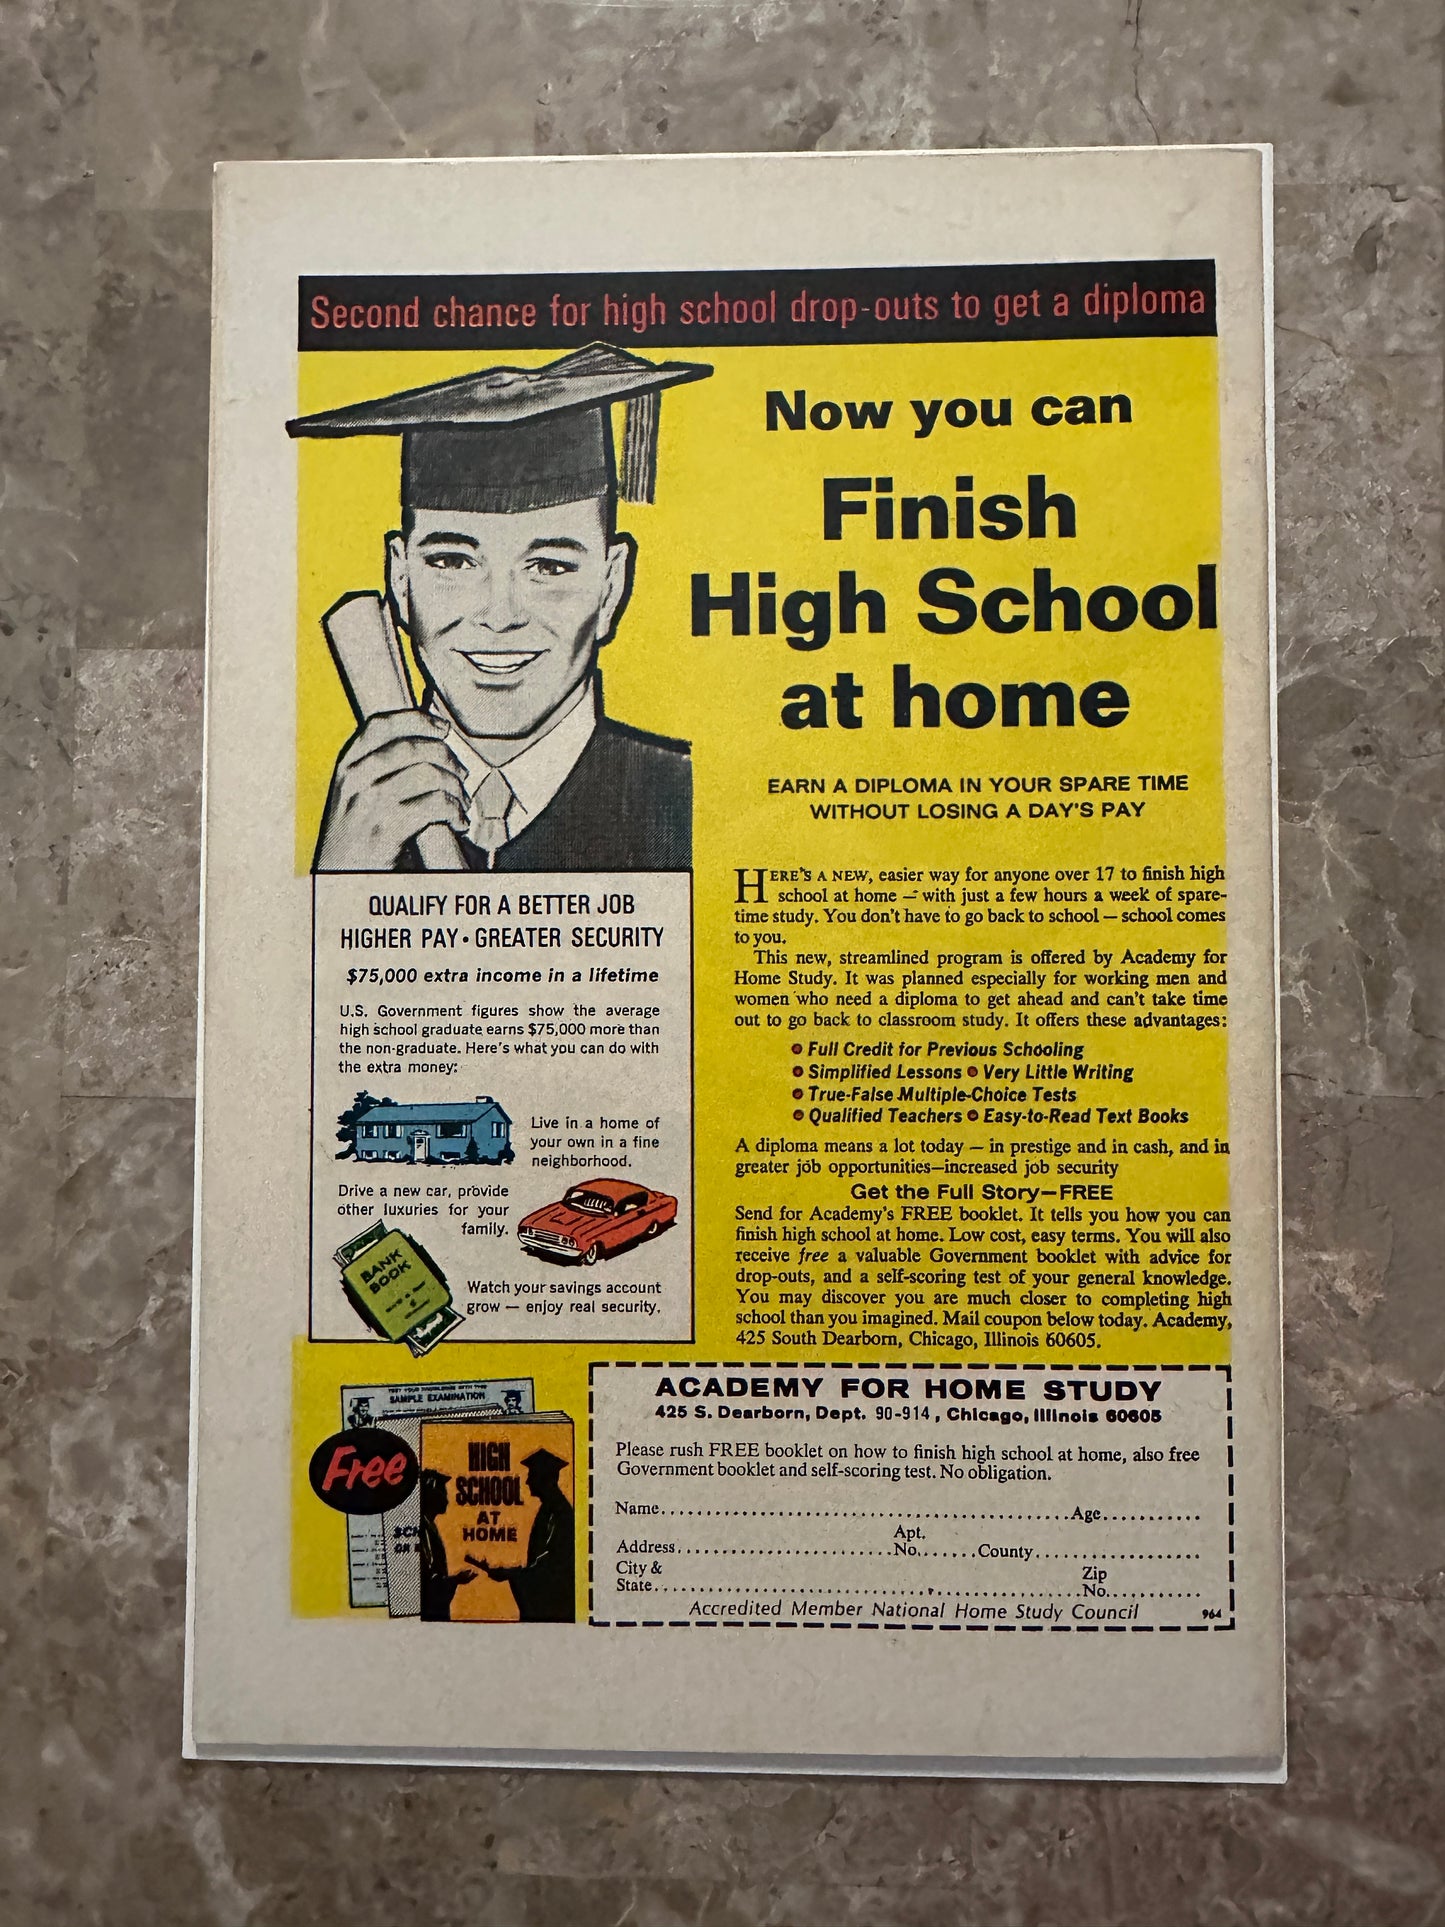 Second chance for high school drop-outs to get a diploma
Now you can
Finish
High School
at home
EARN A DIPLOMA IN YOUR SPARE TIME
WITHOUT LOSING A DAY'S PAY
HERE'S A NEW, easier way for anyone over 17 to finish high
school at home — with just a few hours a week of spare-
time study. You don't have to go back to school — school comes
to you.
This new, streamlined program is offered by Academy for
Home Study. It was planned especially for working men and
women who need a diploma to get ahead and can't take time
out to go back to classroom study. It offers these advantages:
• Full Credit for Previous Schooling
• Simplified Lessons • Very Little Writing
• True-False Multiple-Choice Tests
• Qualified Teachers • Easy-to-Read Text Books
A diploma means a lot today — in prestige and in cash, and in
greater job opportunities—increased job security
Get the Full Story—FREE
Send for Academy's FREE booklet. It tells you how you can
finish high school at home. Low cost, easy terms. You will also
receive free a valuable Government booklet with advice for
drop-outs, and a self-scoring test of your general knowledge.
You may discover you are much closer to completing high
school than you imagined. Mail coupon below today. Academy,
425 South Dearborn, Chicago, Illinois 60605.
QUALIFY FOR A BETTER JOB
HIGHER PAY • GREATER SECURITY
$75,000 extra income in a lifetime
U.S. Government figures show the average
high school graduate earns $75,000 more than
the non-graduate. Here's what you can do with
the extra money:
Live in a home of
your own in a fine
neighborhood.
Drive a new car, provide
other luxuries for your
family.
BANK
BOOK
Watch your savings account
grow — enjoy real security.
SAMPLE EXAMINATION
Free
HIGH
SCHOOL
AT
HOME
ACADEMY FOR HOME STUDY
425 S. Dearborn, Dept. 90-914, Chicago, Illinois 60605
Please rush FREE booklet on how to finish high school at home, also free
Government booklet and self-scoring test. No obligation.
Name Age
Apt.
Address No. County
City & Zip
State No.
Accredited Member National Home Study Council 964